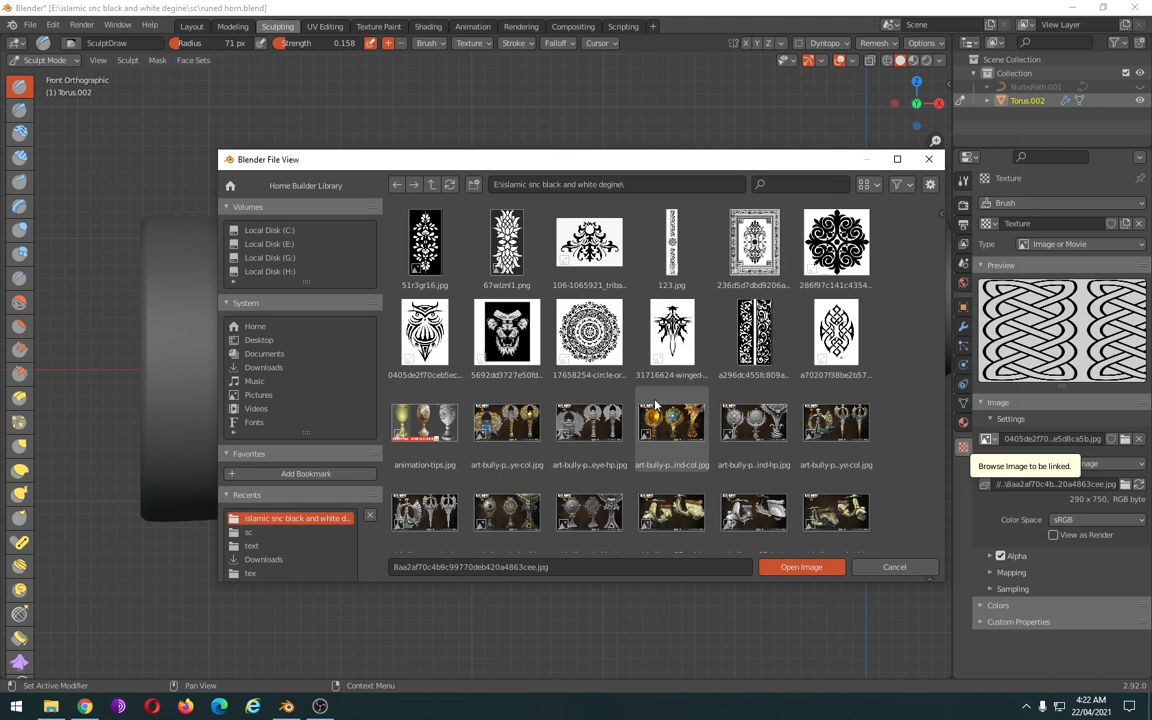 Blender* [E:\islamic snc black and white degine\sc\runed horn.blend]
File Edit Render Window Help Layout Modeling Sculpting UV Editing Texture Paint Shading Animation Rendering Compositing Scripting + Scene View Layer
SculptDraw Radius 71 px Strength 0.158 + Brush Texture Stroke Falloff Cursor X Y Z Dyntopo Remesh Options
Sculpt Mode View Sculpt Mask Face Sets
Scene Collection
Collection
NurbsPath.001
Torus.002
Front Orthographic
(1) Torus.002
Z
Y
X
Blender File View
Home Builder Library
E:\islamic snc black and white degine\
Volumes
Local Disk (C:)
Local Disk (E:)
Local Disk (G:)
Local Disk (H:)
System
Home
Desktop
Documents
Downloads
Music
Pictures
Videos
Fonts
Favorites
Add Bookmark
Recents
islamic snc black and white d...
sc
text
Downloads
tex
51r3gr16.jpg 67wlznl1.png 106-1065921_triba... 123.jpg 236d5d7dbd9206a... 286f97c141c4354...
0405de2f70ceb5ec... 5692dd3727e50fd... 17658254-circle-or... 31716624-winged-... a296dc455fc809a... a70207f38be2b57...
animation-tips.jpg art-bully-p...ye-col.jpg art-bully-p...eye-hp.jpg art-bully-p...ind-col.jpg art-bully-p...ind-hp.jpg art-bully-p...ye-col.jpg
8aa2af70c4b9c99770deb420a4863cee.jpg Open Image Cancel
Texture
Brush
Texture
Type Image or Movie
Preview
Image
Settings
0405de2f70...e5d8ca5b.jpg
Browse Image to be linked.
//..\8aa2af70c4b...20a4863cee.jpg
290 x 750, RGB byte
Color Space sRGB
View as Render
Alpha
Mapping
Sampling
Colors
Custom Properties
Set Active Modifier Pan View Context Menu 2.92.0
4:22 AM
22/04/2021